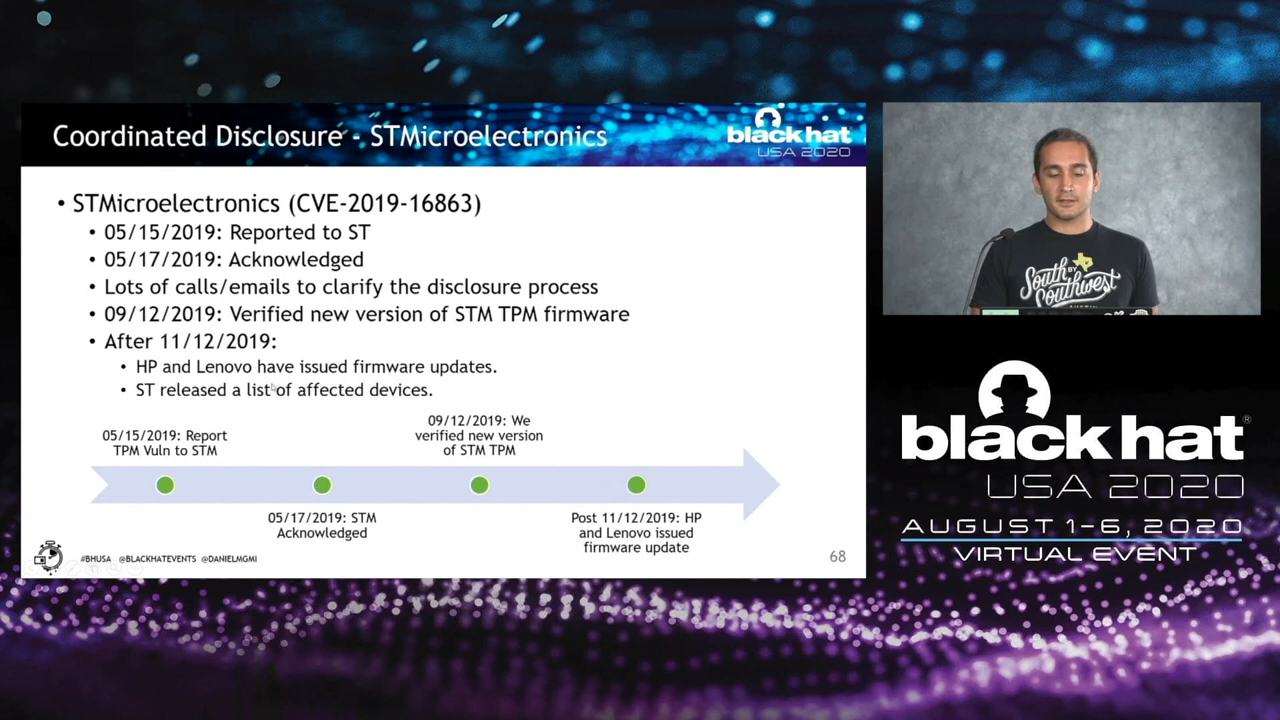 Coordinated Disclosure - STMicroelectronics
black hat
USA 2020
• STMicroelectronics (CVE-2019-16863)
• 05/15/2019: Reported to ST
• 05/17/2019: Acknowledged
• Lots of calls/emails to clarify the disclosure process
• 09/12/2019: Verified new version of STM TPM firmware
• After 11/12/2019:
• HP and Lenovo have issued firmware updates.
• ST released a list of affected devices.
05/15/2019: Report
TPM Vuln to STM
09/12/2019: We
verified new version
of STM TPM
05/17/2019: STM
Acknowledged
Post 11/12/2019: HP
and Lenovo issued
firmware update
#BHUSA @BLACKHATEVENTS @DANIELMGMI
68
South
by
Southwest
black hat®
USA 2020
AUGUST 1-6, 2020
VIRTUAL EVENT